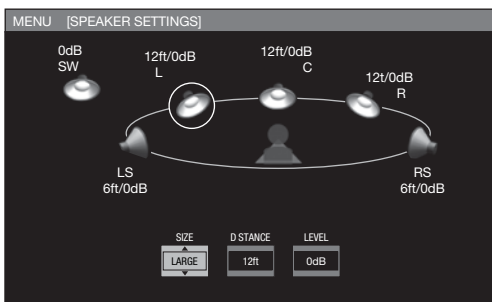 MENU [SPEAKER SETTINGS]
0dB
SW
12ft/0dB
L
12ft/0dB
C
12t/0dB
R
LS
6ft/0dB
RS
6ft/0dB
SIZE D STANCE LEVEL
LARGE 12ft 0dB